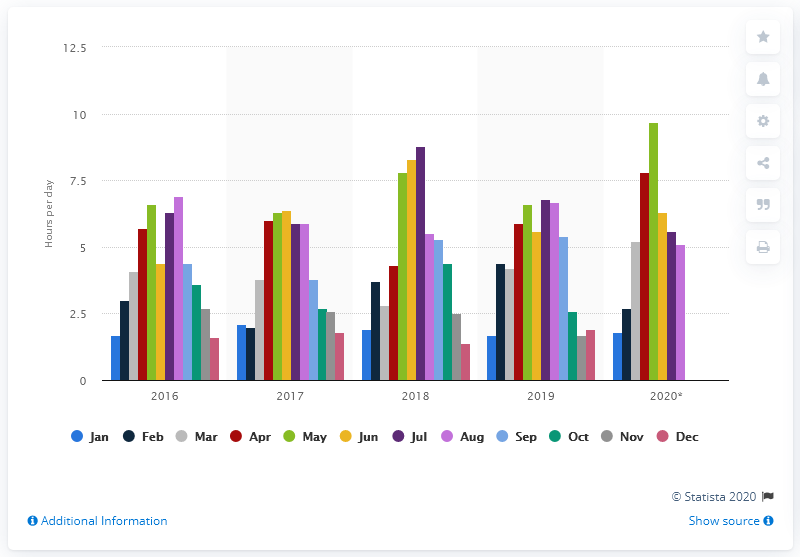 12.5
10
7.5
5
2.5
0
Hours per day
2016 2017 2018 2019 2020*
Jan Feb Mar Apr May Jun Jul Aug Sep Oct Nov Dec
© Statista 2020
Additional Information Show source